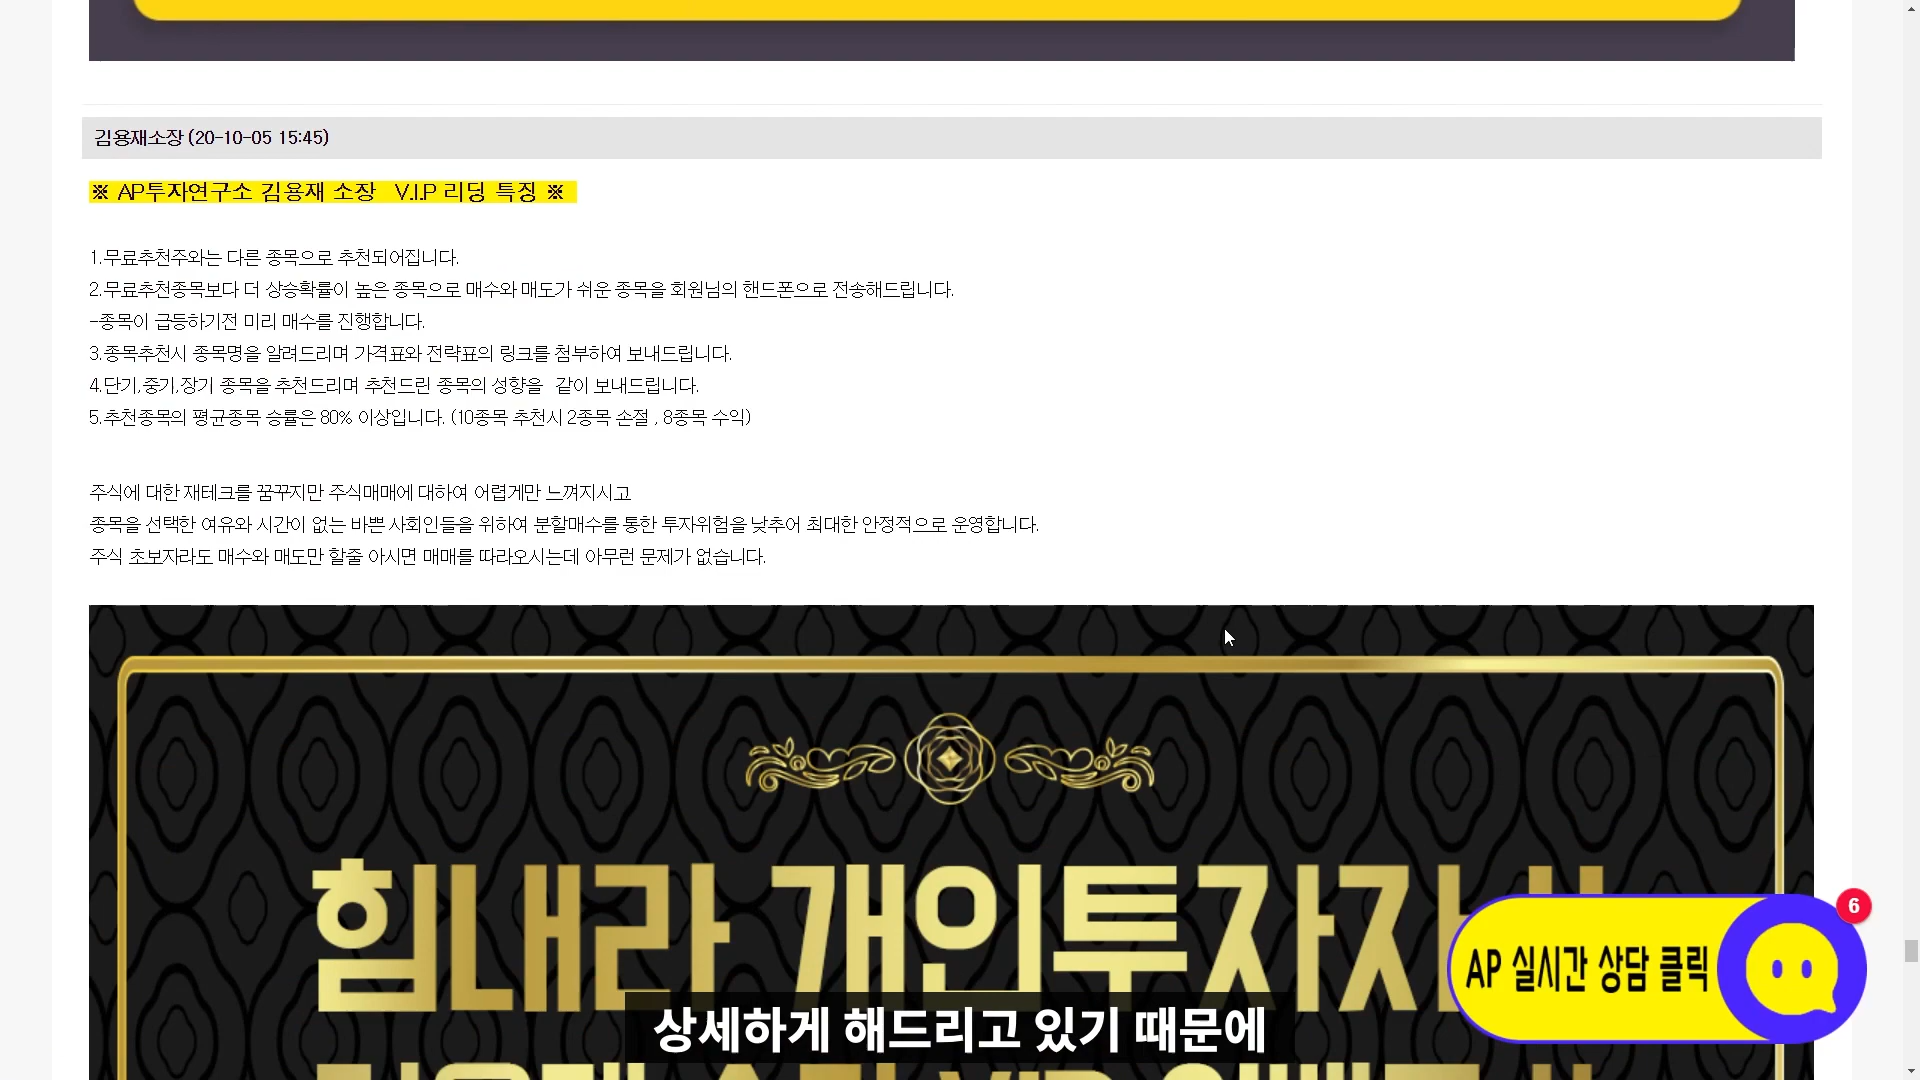 김용재소장 (20-10-05 15:45)
※ AP투자연구소 김용재 소장 V.I.P 리딩 특징 ※
1.무료추천주와는 다른 종목으로 추천되어집니다.
2.무료추천종목보다 더 상승확률이 높은 종목으로 매수와 매도가 쉬운 종목을 회원님의 핸드폰으로 전송해드립니다.
-종목이 급등하기전 미리 매수를 진행합니다.
3.종목추천시 종목명을 알려드리며 가격표와 전략표의 링크를 첨부하여 보내드립니다.
4.단기,중기,장기 종목을 추천드리며 추천드린 종목의 성향을 같이 보내드립니다.
5.추천종목의 평균종목 승률은 80% 이상입니다. (10종목 추천시 2종목 손절 , 8종목 수익)
주식에 대한 재테크를 꿈꾸지만 주식매매에 대하여 어렵게만 느껴지시고
종목을 선택한 여유와 시간이 없는 바쁜 사회인들을 위하여 분할매수를 통한 투자위험을 낮추어 최대한 안정적으로 운영합니다.
주식 초보자라도 매수와 매도만 할줄 아시면 매매를 따라오시는데 아무런 문제가 없습니다.
힘내라 개인투자자
6
AP 실시간 상담 클릭
상세하게 해드리고 있기 때문에